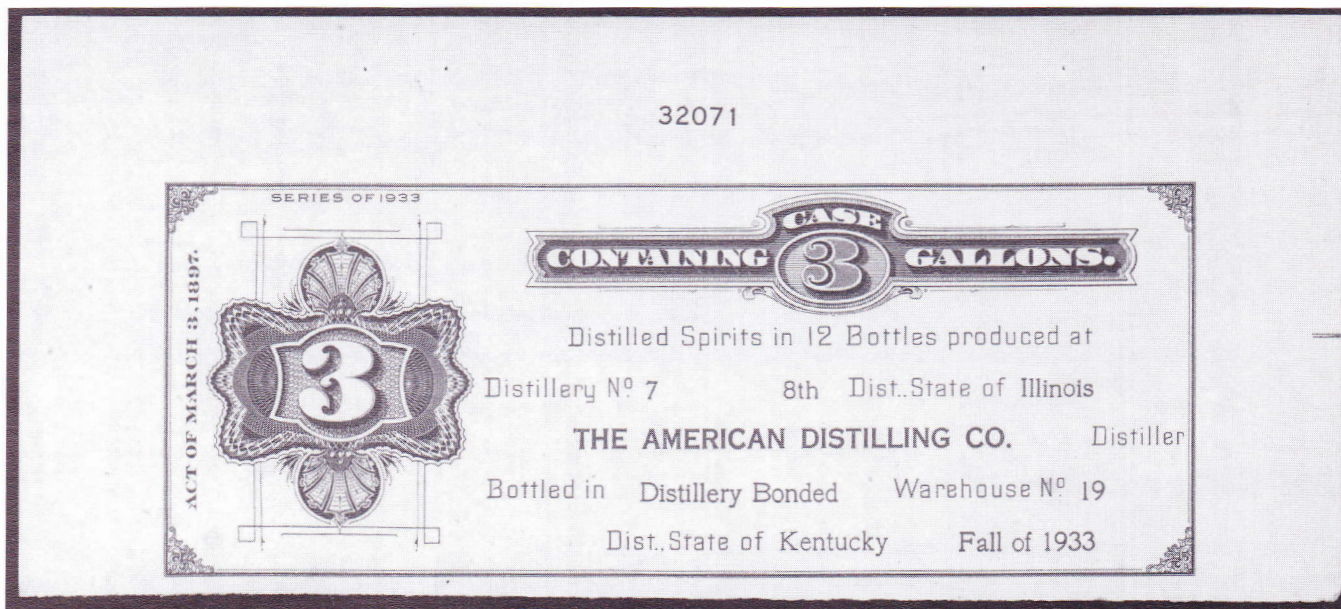 32071
SERIES OF 1933
ACT OF MARCH 3, 1897.
3
CASE
CONTAINING 3 GALLONS.
Distilled Spirits in 12 Bottles produced at
Distillery Nº 7 8th Dist..State of Illinois
THE AMERICAN DISTILLING CO. Distiller
Bottled in Distillery Bonded Warehouse Nº 19
Dist..State of Kentucky Fall of 1933